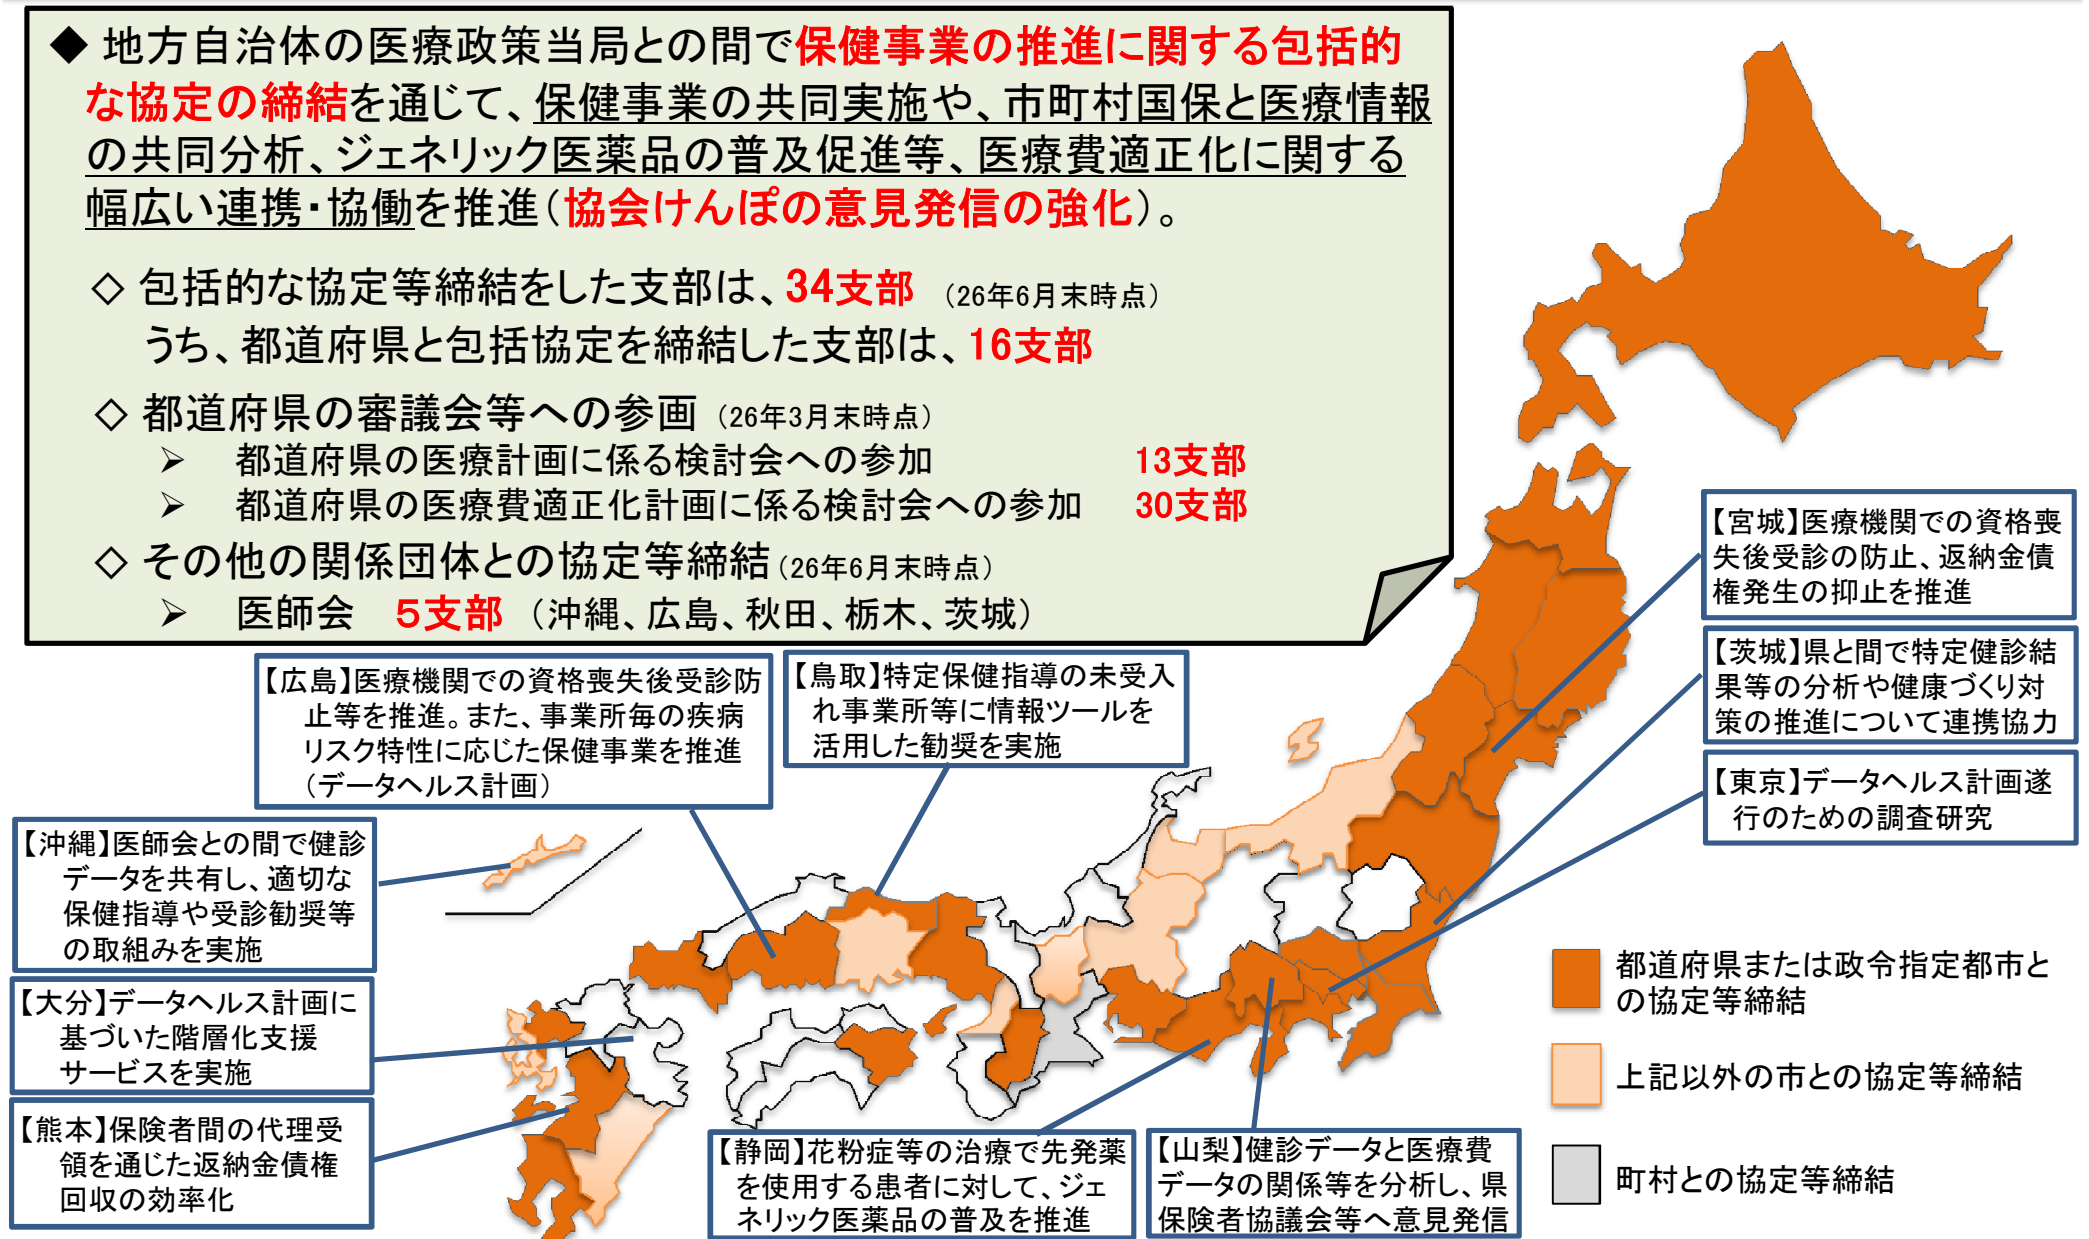 ◆ 地方自治体の医療政策当局との間で保健事業の推進に関する包括的
な協定の締結を通じて、保健事業の共同実施や、市町村国保と医療情報
の共同分析、ジェネリック医薬品の普及促進等、医療費適正化に関する
幅広い連携・協働を推進(協会けんぽの意見発信の強化)。
◇ 包括的な協定等締結をした支部は、34支部 (26年6月末時点)
うち、都道府県と包括協定を締結した支部は、16支部
◇ 都道府県の審議会等への参画 (26年3月末時点)
➢ 都道府県の医療計画に係る検討会への参加 13支部
➢ 都道府県の医療費適正化計画に係る検討会への参加 30支部
◇ その他の関係団体との協定等締結(26年6月末時点)
➢ 医師会 5支部 (沖縄、広島、秋田、栃木、茨城)
【宮城】医療機関での資格喪
失後受診の防止、返納金債
権発生の抑止を推進
【茨城】県と間で特定健診結
果等の分析や健康づくり対
策の推進について連携協力
【東京】データヘルス計画遂
行のための調査研究
【広島】医療機関での資格喪失後受診防
止等を推進。また、事業所毎の疾病
リスク特性に応じた保健事業を推進
(データヘルス計画)
【鳥取】特定保健指導の未受入
れ事業所等に情報ツールを
活用した勧奨を実施
【沖縄】医師会との間で健診
データを共有し、適切な
保健指導や受診勧奨等
の取組みを実施
【大分】データヘルス計画に
基づいた階層化支援
サービスを実施
【熊本】保険者間の代理受
領を通じた返納金債権
回収の効率化
【静岡】花粉症等の治療で先発薬
を使用する患者に対して、ジェ
ネリック医薬品の普及を推進
【山梨】健診データと医療費
データの関係等を分析し、県
保険者協議会等へ意見発信
都道府県または政令指定都市と
の協定等締結
上記以外の市との協定等締結
町村との協定等締結